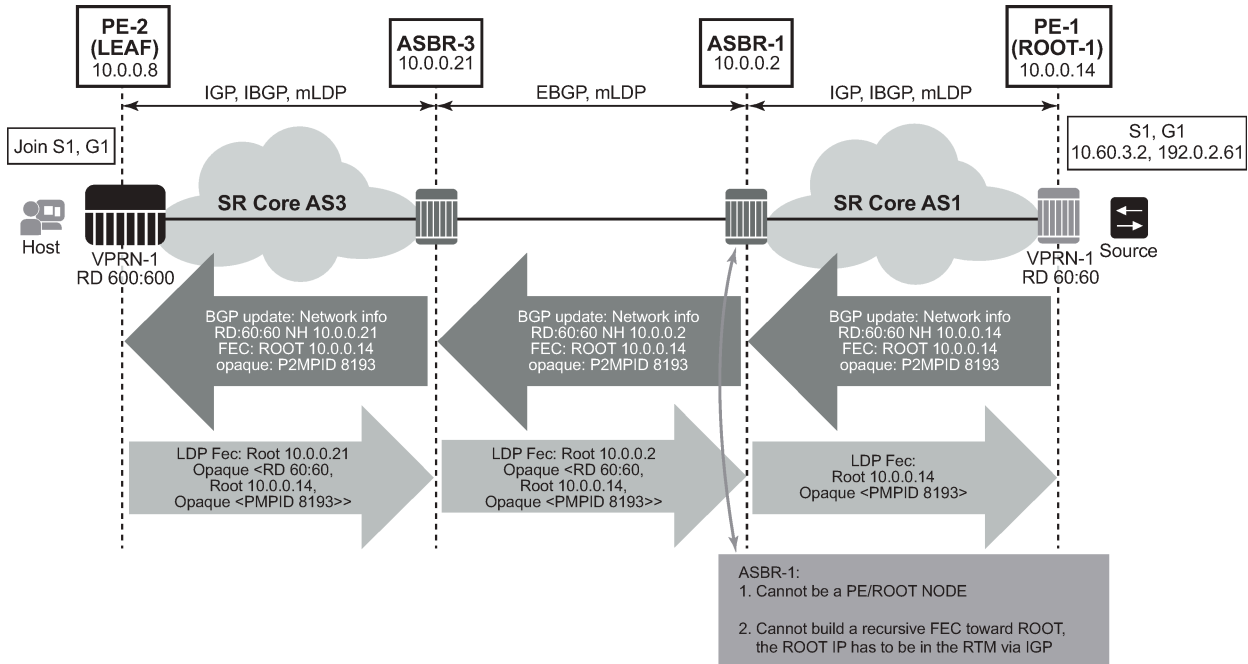 PE-2
(LEAF)
10.0.0.8
ASBR-3
10.0.0.21
ASBR-1
10.0.0.2
PE-1
(ROOT-1)
10.0.0.14
IGP, IBGP, mLDP
EBGP, mLDP
IGP, IBGP, mLDP
Join S1, G1
S1, G1
10.60.3.2, 192.0.2.61
SR Core AS3
SR Core AS1
Host
VPRN-1
RD 600:600
VPRN-1
RD 60:60
Source
BGP update: Network info
RD:60:60 NH 10.0.0.21
FEC: ROOT 10.0.0.14
opaque: P2MPID 8193
BGP update: Network info
RD:60:60 NH 10.0.0.2
FEC: ROOT 10.0.0.14
opaque: P2MPID 8193
BGP update: Network info
RD:60:60 NH 10.0.0.14
FEC: ROOT 10.0.0.14
opaque: P2MPID 8193
LDP Fec: Root 10.0.0.21
Opaque <RD 60:60,
Root 10.0.0.14,
Opaque <PMPID 8193>>
LDP Fec: Root 10.0.0.2
Opaque <RD 60:60,
Root 10.0.0.14,
Opaque <PMPID 8193>>
LDP Fec:
Root 10.0.0.14
Opaque <PMPID 8193>
ASBR-1:
1. Cannot be a PE/ROOT NODE
2. Cannot build a recursive FEC toward ROOT,
the ROOT IP has to be in the RTM via IGP